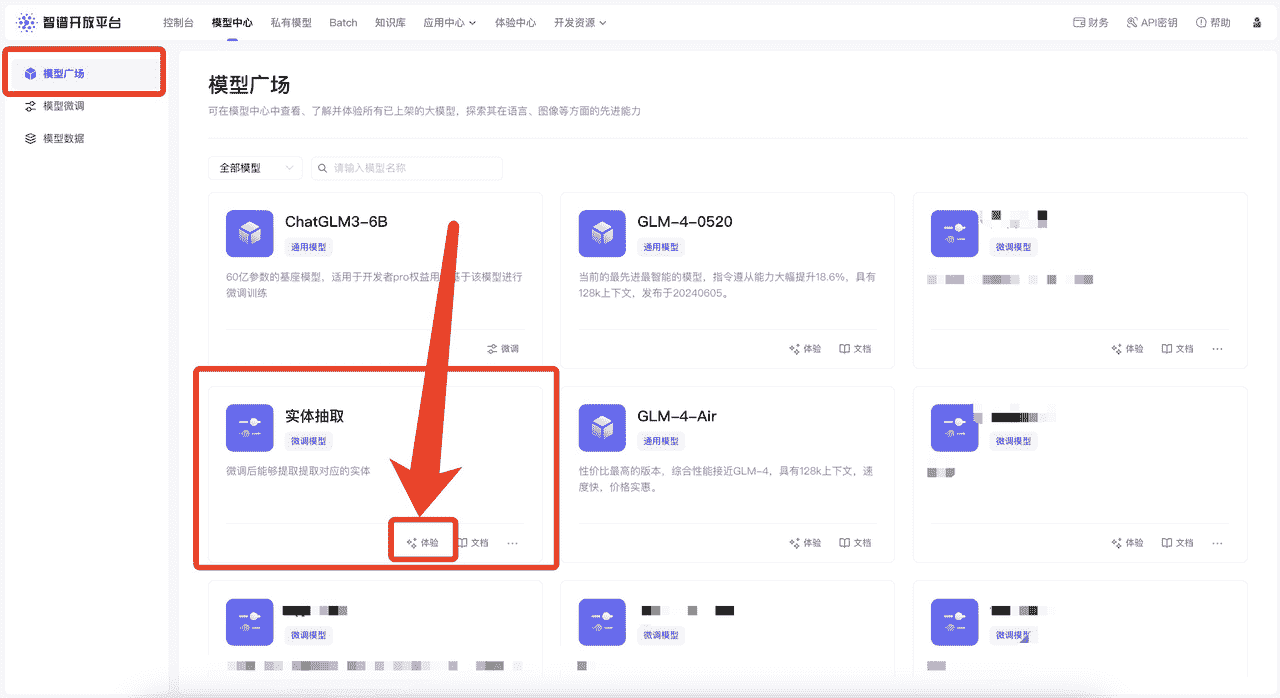 智谱开放平台 控制台 模型中心 私有模型 Batch 知识库 应用中心 体验中心 开发资源 财务 API密钥 帮助
模型广场
模型微调
模型数据
模型广场
可在模型中心中查看、了解并体验所有已上架的大模型，探索其在语言、图像等方面的先进能力
全部模型 请输入模型名称
ChatGLM3-6B
通用模型
60亿参数的基座模型，适用于开发者pro权益用 基于该模型进行
微调训练
微调
GLM-4-0520
通用模型
当前的最先进最智能的模型，指令遵从能力大幅提升18.6%，具有
128k上下文，发布于20240605。
体验 文档
微调模型
体验 文档 ...
实体抽取
微调模型
微调后能够提取提取对应的实体
体验 文档 ...
GLM-4-Air
通用模型
性价比最高的版本，综合性能接近GLM-4，具有128k上下文，速
度快，价格实惠。
体验 文档
微调模型
体验 文档 ...
微调模型
微调模型
微调模型